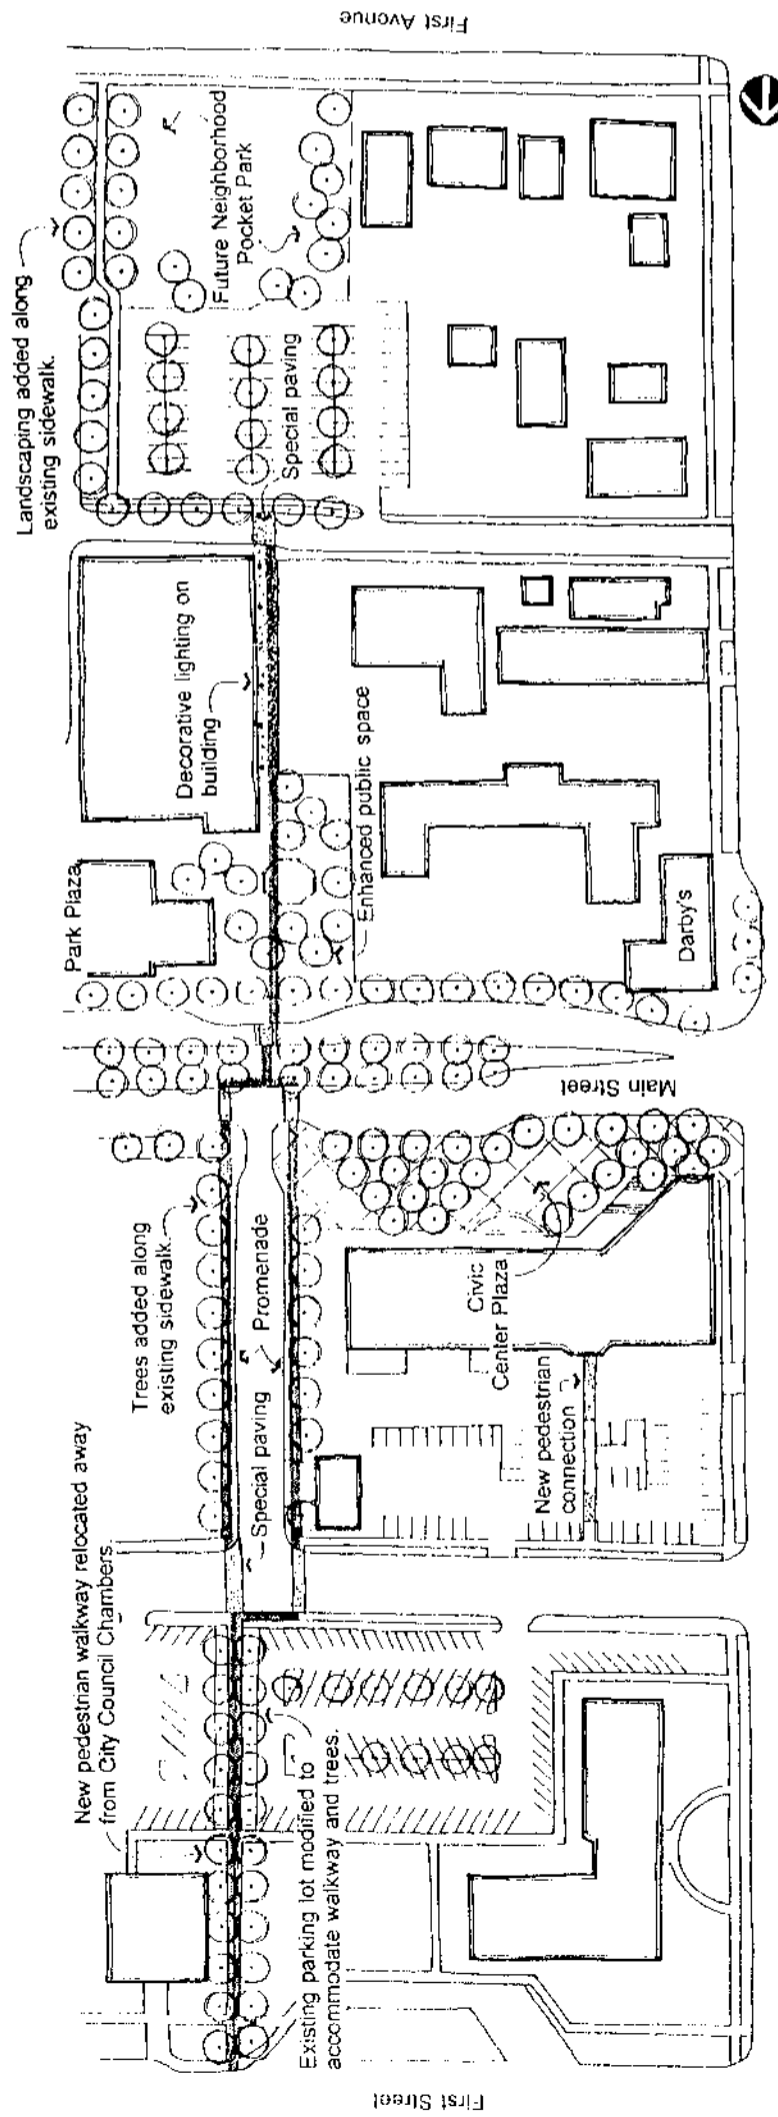 First Street
New pedestrian walkway relocated away
from City Council Chambers.
Existing parking lot modified to
accommodate walkway and trees.
Trees added along
existing sidewalk.
Special paving
Promenade
New pedestrian
connection
Civic
Center Plaza
Main Street
Park Plaza
Enhanced public space
Darby's
Decorative lighting on
building
Landscaping added along
existing sidewalk.
Special paving
Future Neighborhood
Pocket Park
First Avenue